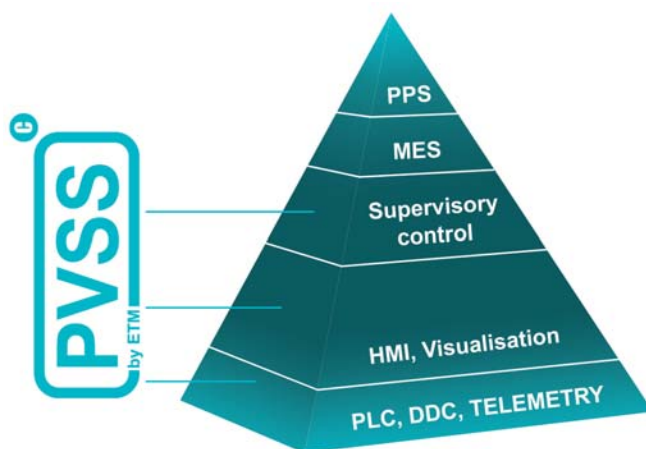 PPS
MES
Supervisory
control
HMI, Visualisation
PLC, DDC, TELEMETRY
PVSS
by ETM
C